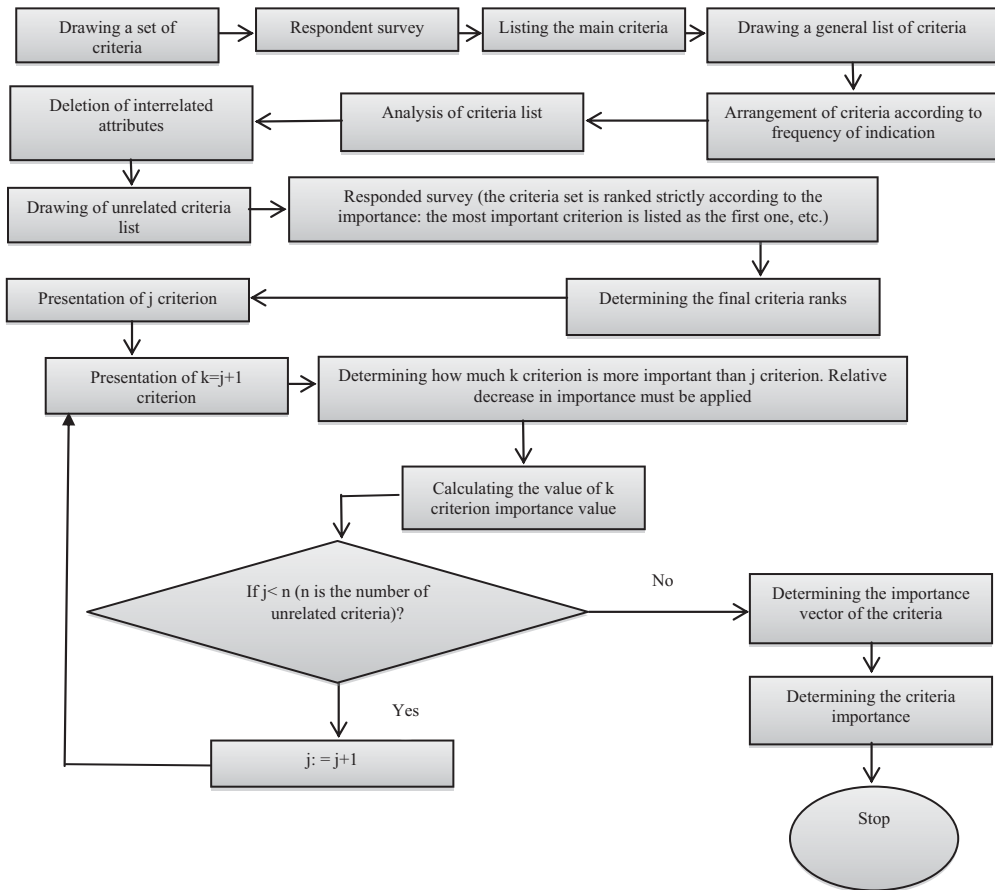 Drawing a set of
criteria
Respondent survey
Listing the main criteria
Drawing a general list of criteria
Deletion of interrelated
attributes
Analysis of criteria list
Arrangement of criteria according to
frequency of indication
Drawing of unrelated criteria
list
Responded survey (the criteria set is ranked strictly according to the
importance: the most important criterion is listed as the first one, etc.)
Presentation of j criterion
Determining the final criteria ranks
Presentation of k=j+1
criterion
Determining how much k criterion is more important than j criterion. Relative
decrease in importance must be applied
Calculating the value of k
criterion importance value
If j< n (n is the number of
unrelated criteria)?
No
Determining the importance
vector of the criteria
Determining the criteria
importance
Yes
j: = j+1
Stop